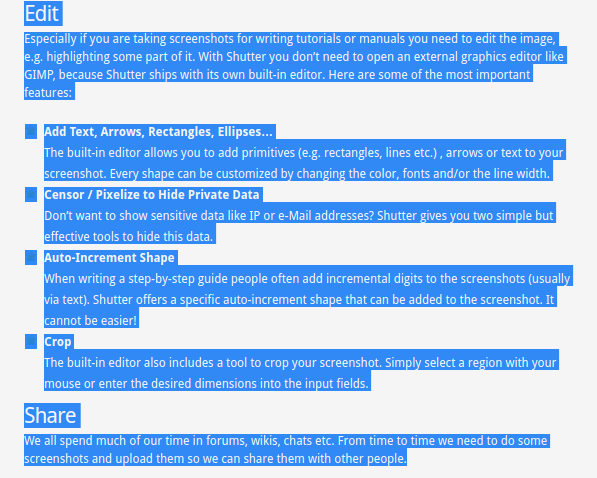 Edit
Especially if you are taking screenshots for writing tutorials or manuals you need to edit the image,
e.g. highlighting some part of it. With Shutter you don't need to open an external graphics editor like
GIMP, because Shutter ships with its own built-in editor. Here are some of the most important
features:
Add Text, Arrows, Rectangles, Ellipses...
The built-in editor allows you to add primitives (e.g. rectangles, lines etc.) , arrows or text to your
screenshot. Every shape can be customized by changing the color, fonts and/or the line width.
Censor / Pixelize to Hide Private Data
Don't want to show sensitive data like IP or e-Mail addresses? Shutter gives you two simple but
effective tools to hide this data.
Auto-Increment Shape
When writing a step-by-step guide people often add incremental digits to the screenshots (usually
via text). Shutter offers a specific auto-increment shape that can be added to the screenshot. It
cannot be easier!
Crop
The built-in editor also includes a tool to crop your screenshot. Simply select a region with your
mouse or enter the desired dimensions into the input fields.
Share
We all spend much of our time in forums, wikis, chats etc. From time to time we need to do some
screenshots and upload them so we can share them with other people.